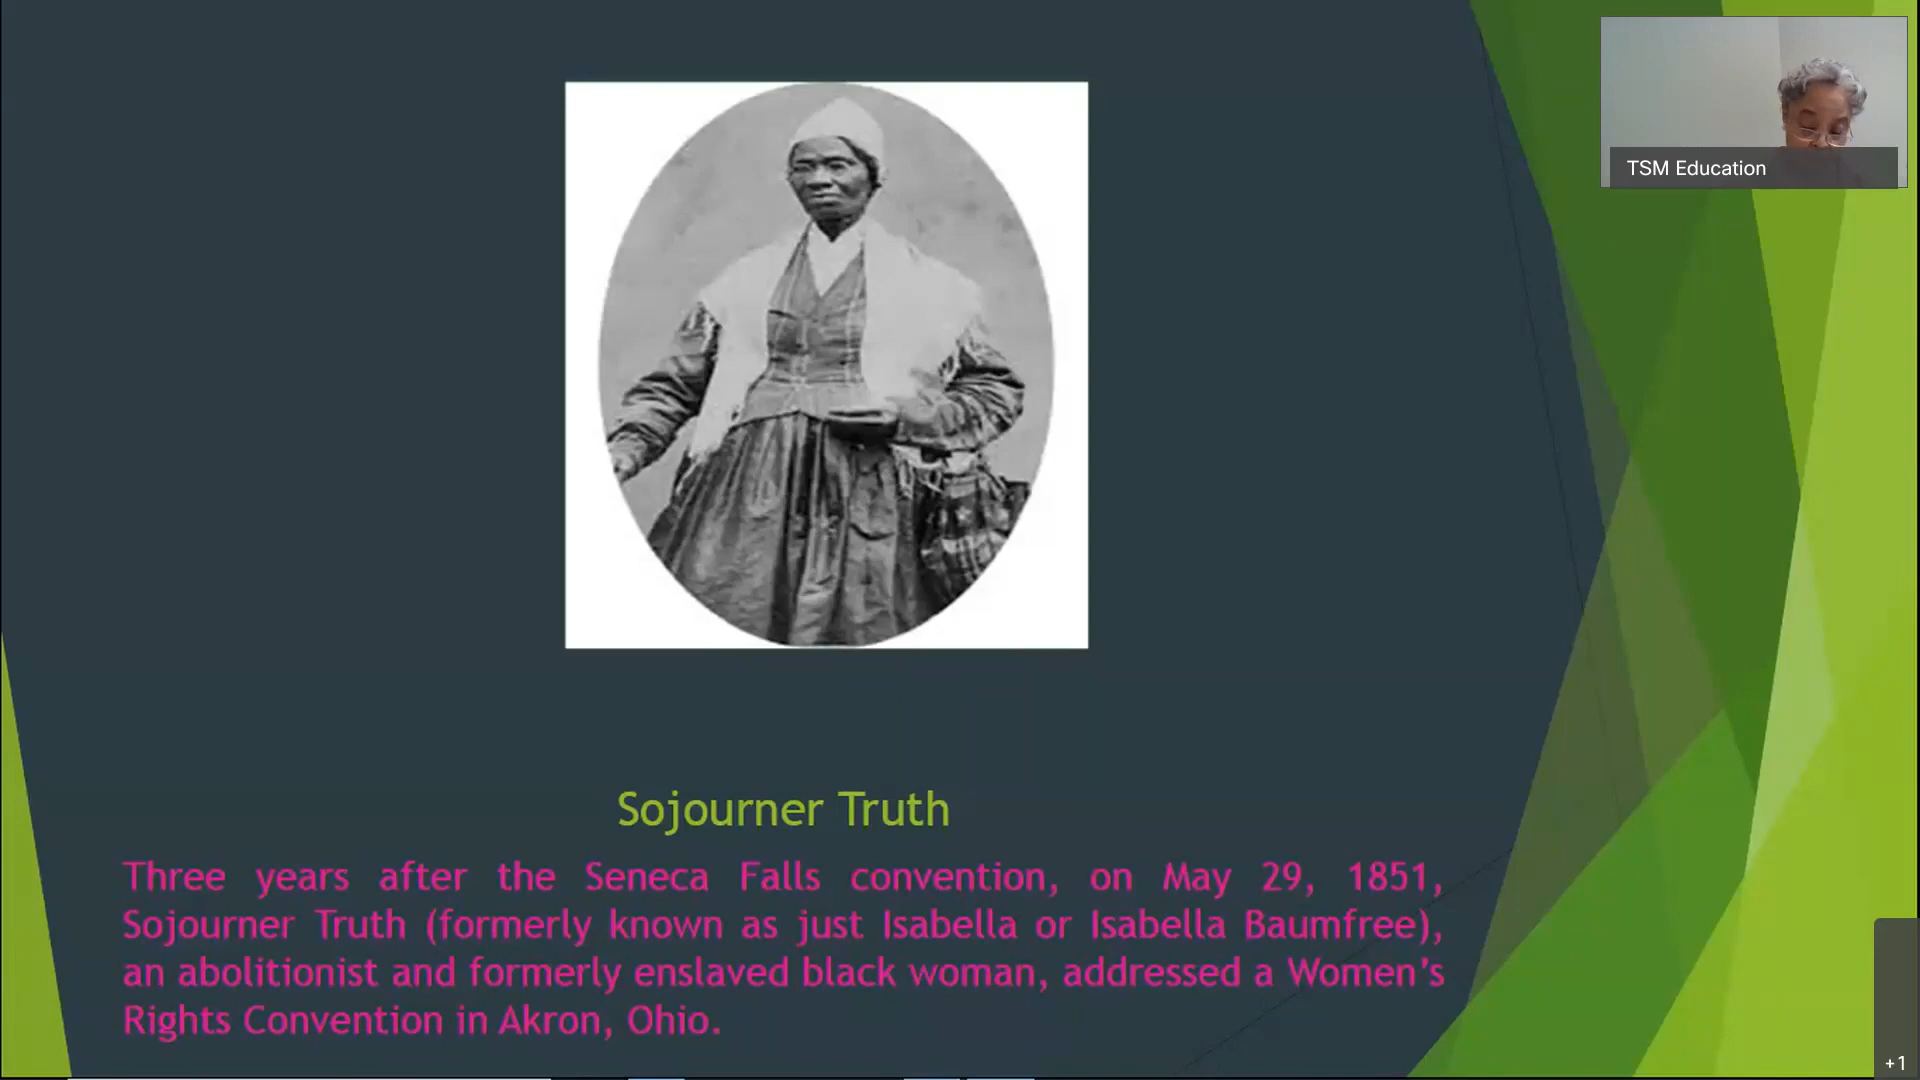 TSM Education
Sojourner Truth
Three years after the Seneca Falls convention, on May 29, 1851,
Sojourner Truth (formerly known as just Isabella or Isabella Baumfree),
an abolitionist and formerly enslaved black woman, addressed a Women’s
Rights Convention in Akron, Ohio.
+1